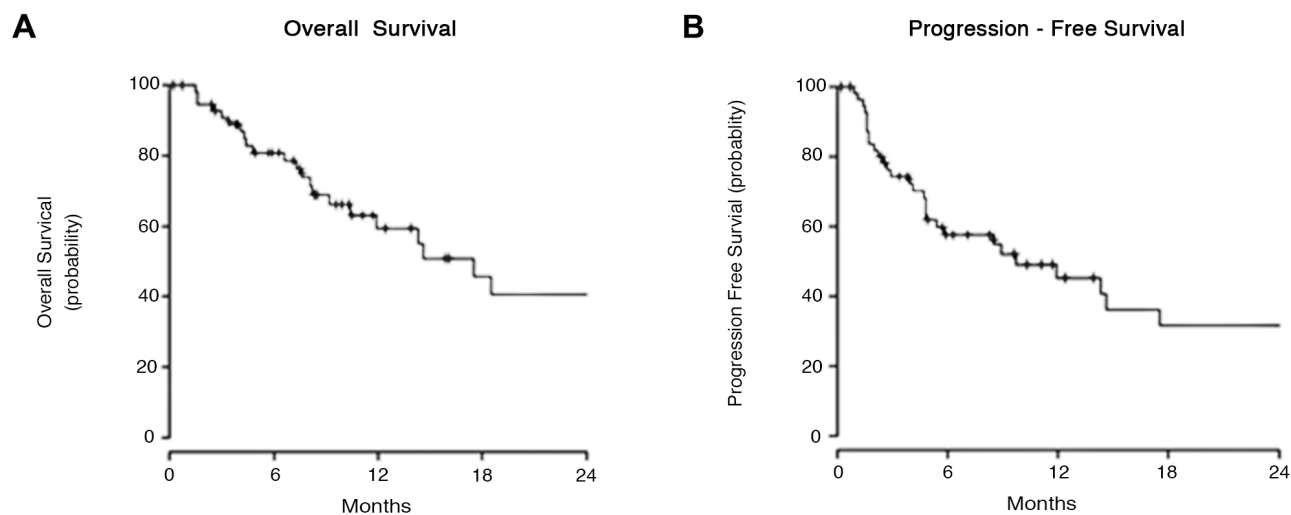 A
Overall Survival
Overall Survical
(probability)
100
80
60
40
20
0
0 6 12 18 24
Months
B
Progression - Free Survival
Progression Free Survial (probablity)
100
80
60
40
20
0
0 6 12 18 24
Months